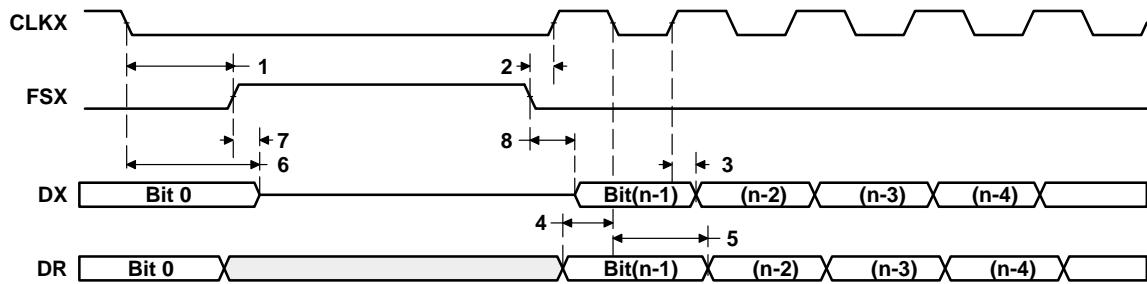 CLKX
1
2
FSX
7
8
6
3
DX
Bit 0
Bit(n-1)
(n-2)
(n-3)
(n-4)
4
5
DR
Bit 0
Bit(n-1)
(n-2)
(n-3)
(n-4)